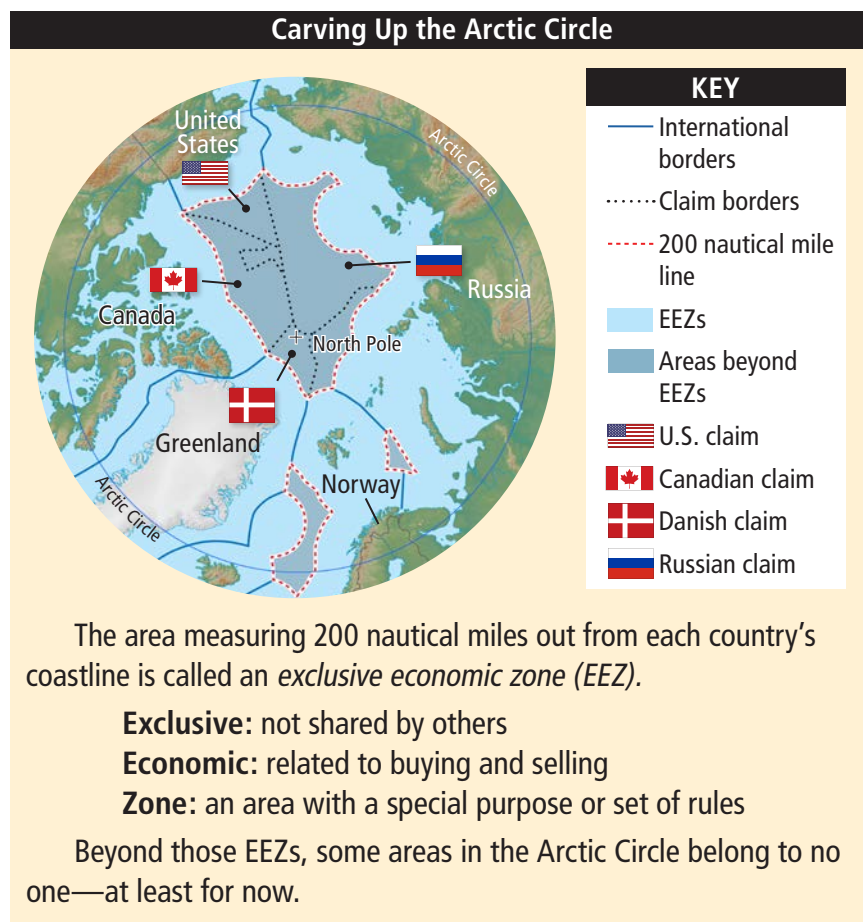 Carving Up the Arctic Circle
United
States
Arctic Circle
Russia
Canada
North Pole
Greenland
Norway
Arctic Circle
KEY
International
borders
Claim borders
200 nautical mile
line
EEZs
Areas beyond
EEZs
U.S. claim
Canadian claim
Danish claim
Russian claim
The area measuring 200 nautical miles out from each country's
coastline is called an exclusive economic zone (EEZ).
Exclusive: not shared by others
Economic: related to buying and selling
Zone: an area with a special purpose or set of rules
Beyond those EEZs, some areas in the Arctic Circle belong to no
one—at least for now.